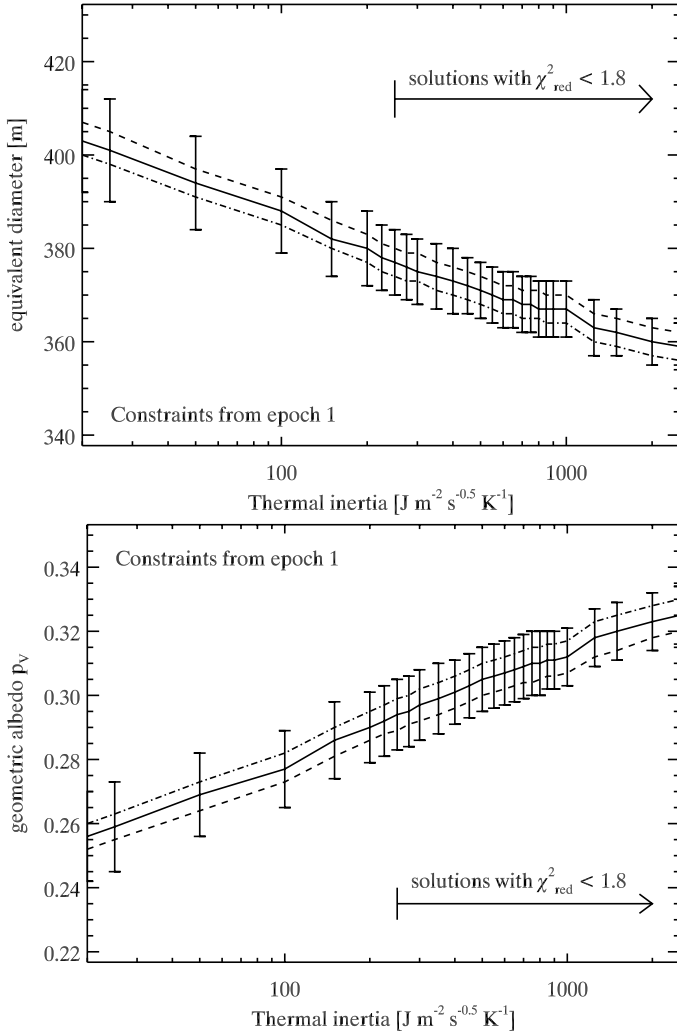 equivalent diameter [m]
420
400
380
360
340
solutions with χ²red < 1.8
Constraints from epoch 1
100
1000
Thermal inertia [J m-2 s-0.5 K-1]
geometric albedo pV
0.34
0.32
0.30
0.28
0.26
0.24
0.22
Constraints from epoch 1
solutions with χ²red < 1.8
100
1000
Thermal inertia [J m-2 s-0.5 K-1]